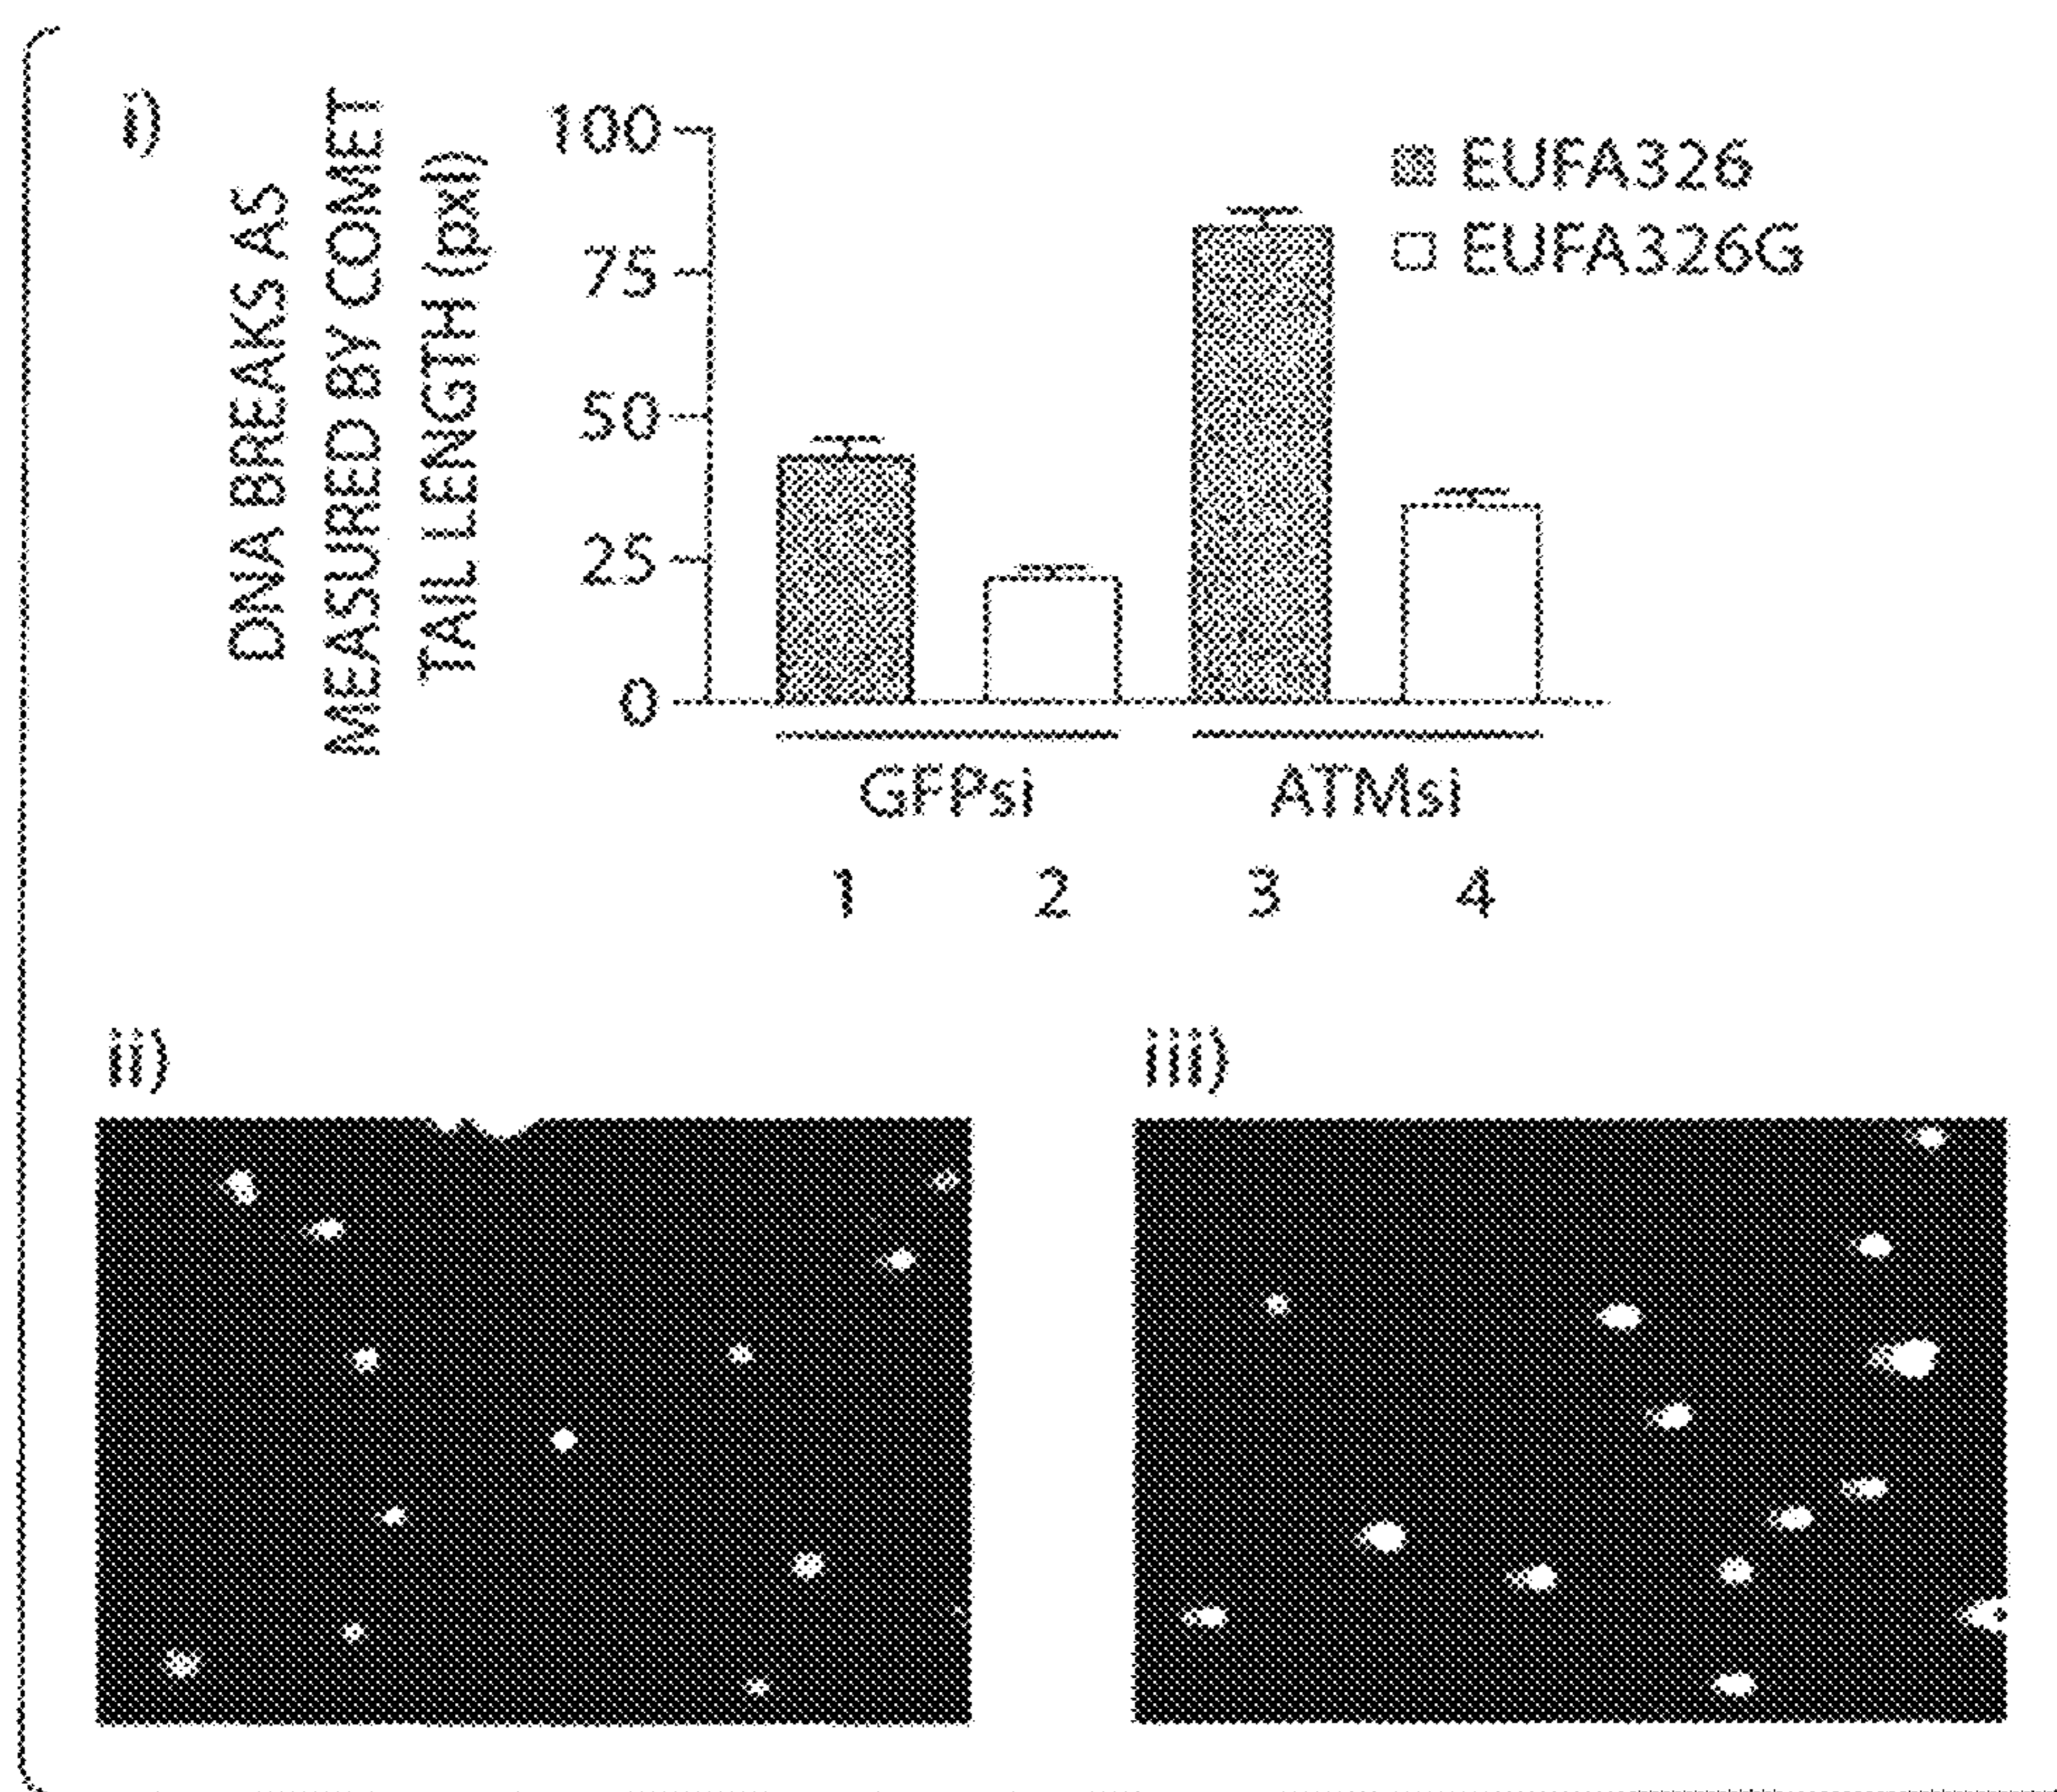 i)
DNA BREAKS AS
MEASURED BY COMET
TAIL LENGTH (pxl)
100
75
50
25
0
EUFA326
EUFA326G
GFPsi
ATMsi
1 2 3 4
ii)
iii)